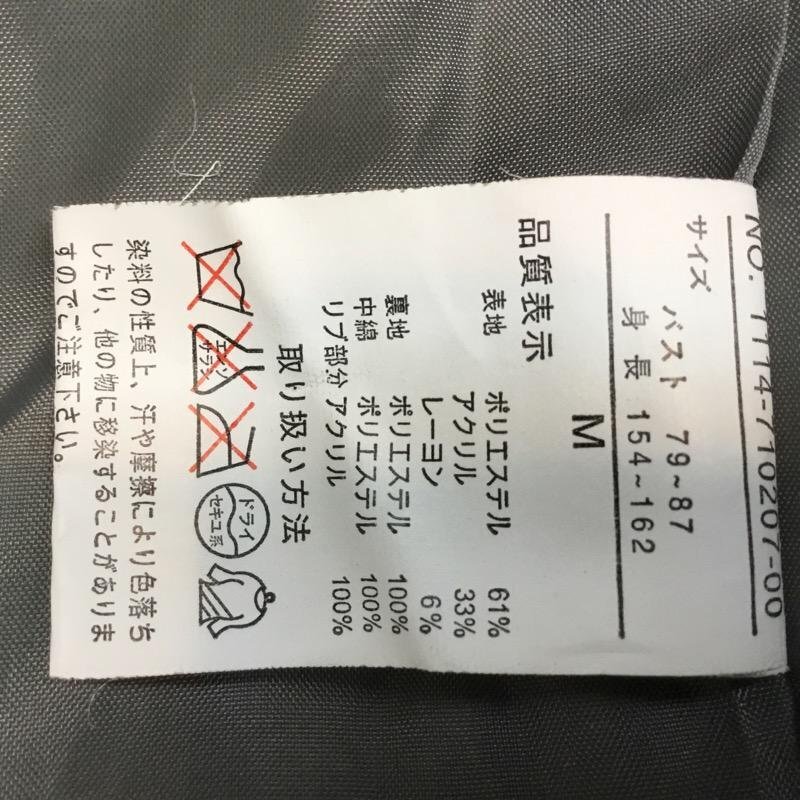 NO. 1114-710207-00
サイズ
バスト 79~87
身長 154~162
M
品質表示
表地 ポリエステル 61%
アクリル 33%
レーヨン 6%
裏地 ポリエステル 100%
中綿 ポリエステル 100%
リブ部分 アクリル 100%
取り扱い方法
エンソ
サラシ
ドライ
セキユ系
染料の性質上、汗や摩擦により色落ち
したり、他の物に移染することがありま
すのでご注意下さい。